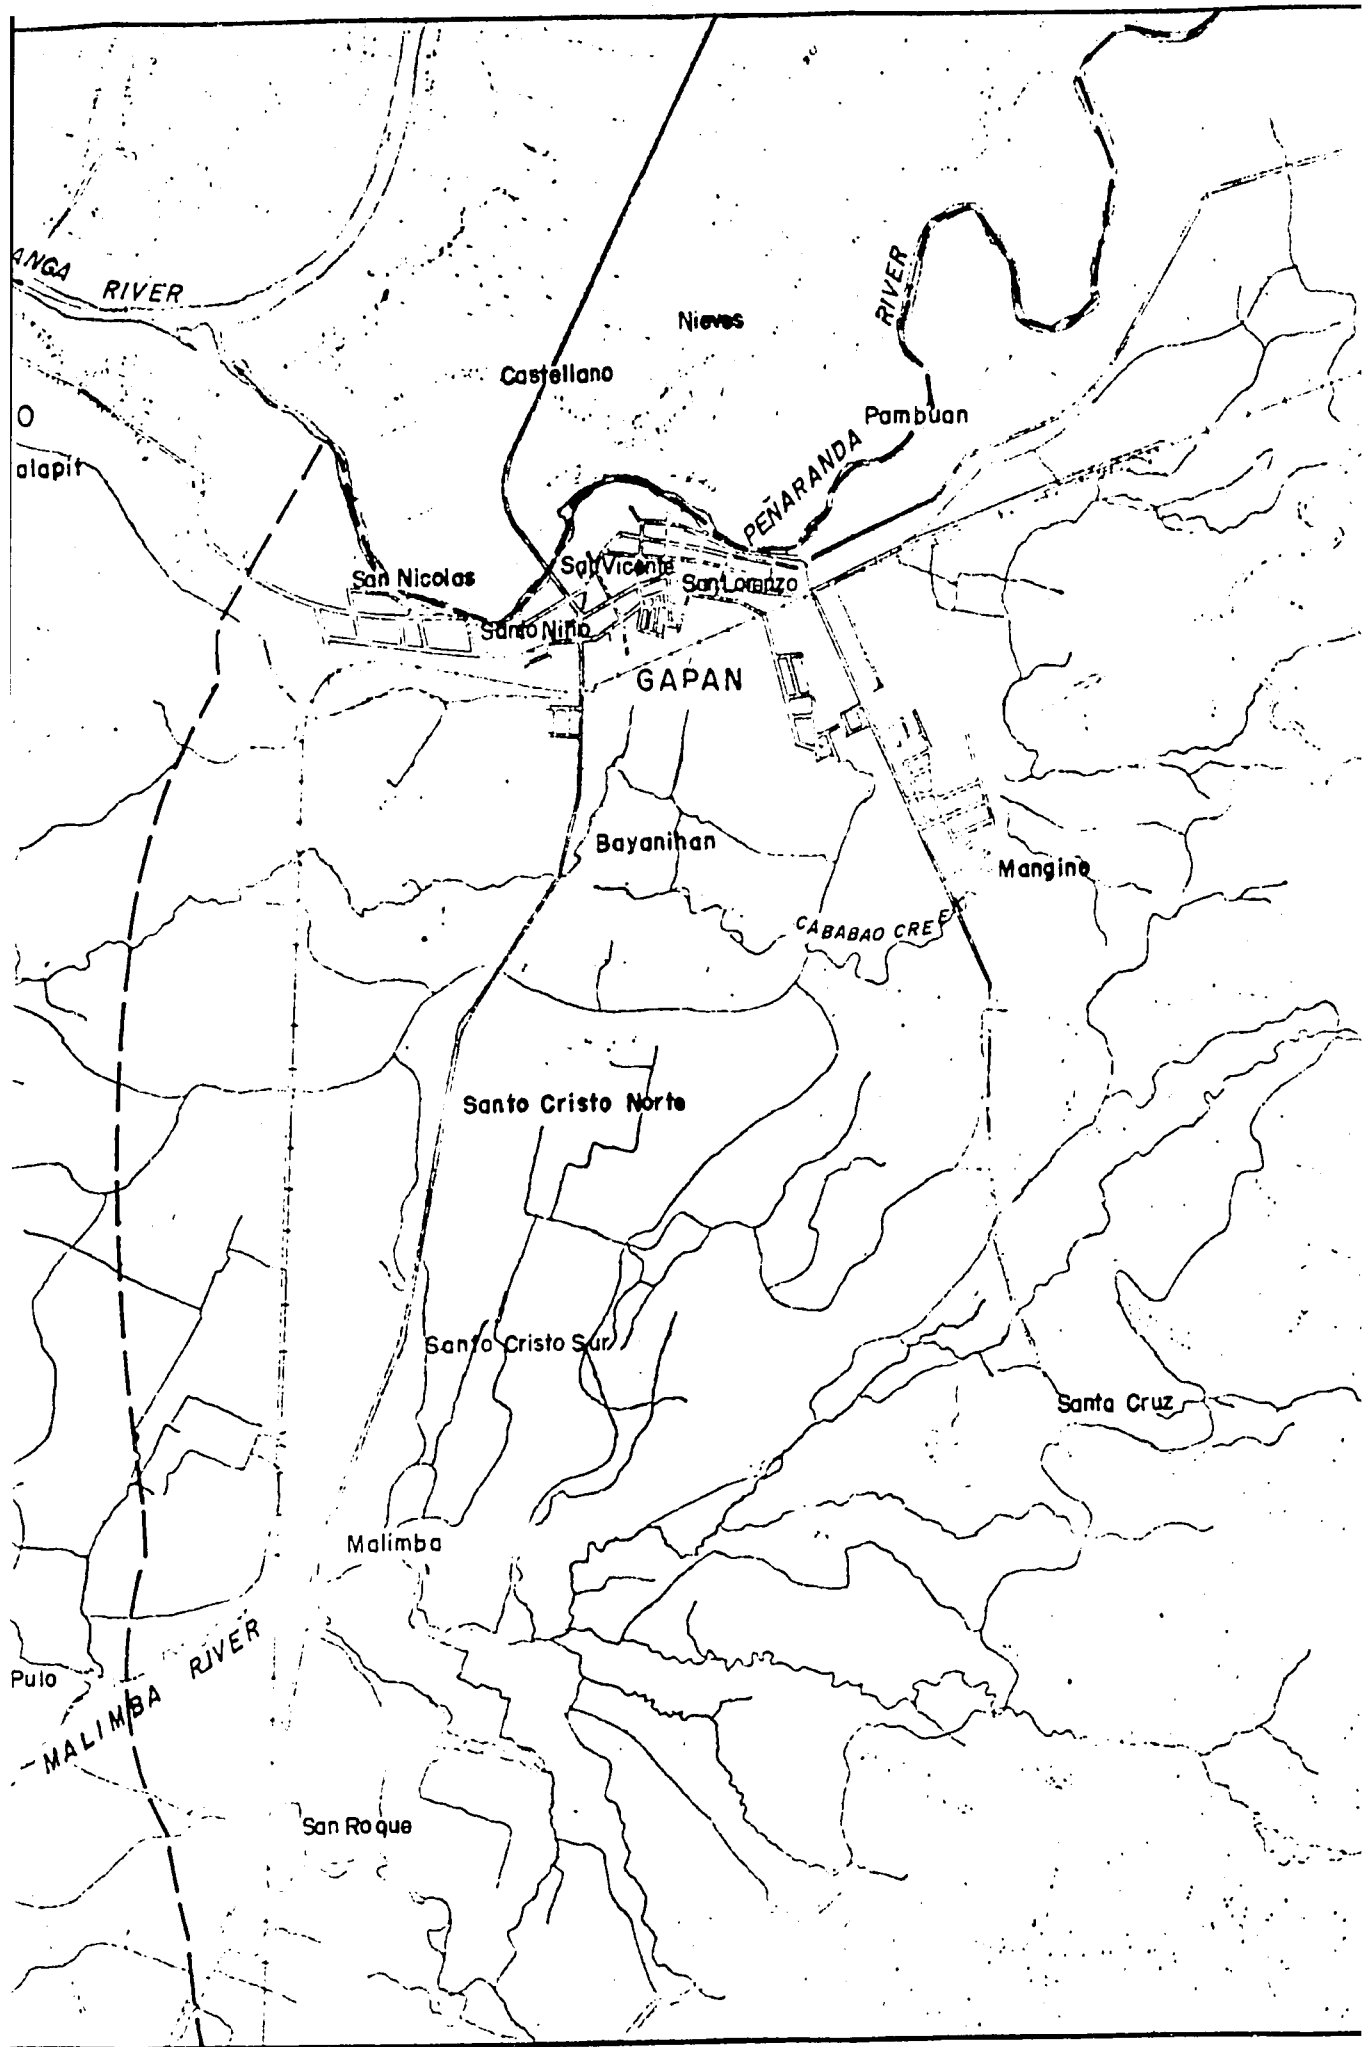 ANGA RIVER
RIVER
Nieves
Castellano
O
Pambuan
alapit
PEÑARANDA
San Vicente
San Nicolas
San Loranzo
Santo Niño
GAPAN
Bayanihan
Mangino
CABABAO CREEK
Santo Cristo Norte
Santo Cristo Sur
Santa Cruz
Malimba
Pulo
MALIMBA RIVER
San Roque